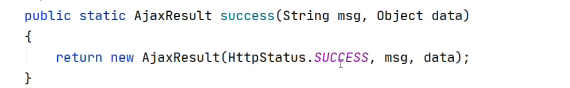 public static AjaxResult success(String msg, Object data)
{
    return new AjaxResult(HttpStatus.SUCCESS, msg, data);
}